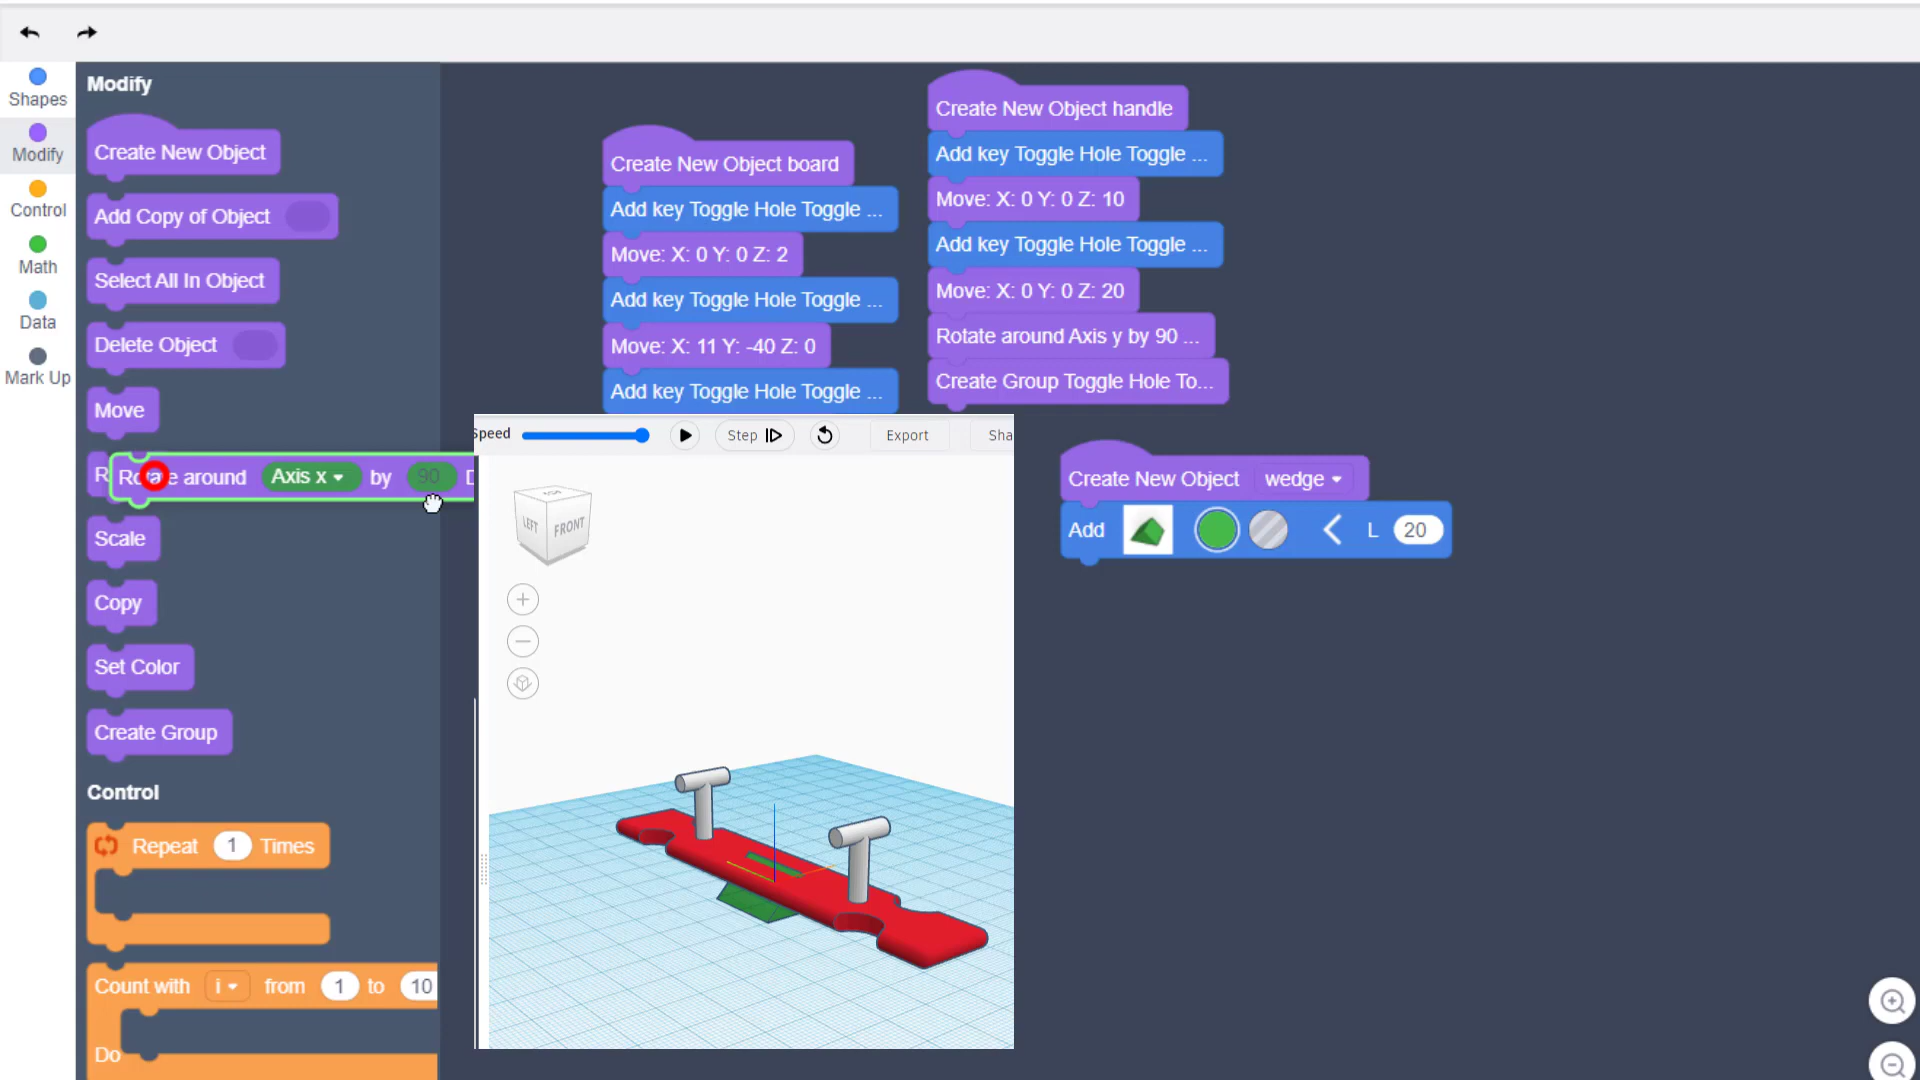 Shapes
Modify
Control
Math
Data
Mark Up
Modify
Create New Object
Add Copy of Object
Select All In Object
Delete Object
Move
R
Rotate around Axis x by 90 D
Scale
Copy
Set Color
Create Group
Control
Repeat 1 Times
Count with i from 1 to 10
Do
Create New Object board
Add key Toggle Hole Toggle ...
Move: X: 0 Y: 0 Z: 2
Add key Toggle Hole Toggle ...
Move: X: 11 Y: -40 Z: 0
Add key Toggle Hole Toggle ...
Create New Object handle
Add key Toggle Hole Toggle ...
Move: X: 0 Y: 0 Z: 10
Add key Toggle Hole Toggle ...
Move: X: 0 Y: 0 Z: 20
Rotate around Axis y by 90 ...
Create Group Toggle Hole To...
Speed Step Export Sha
LEFT FRONT
Create New Object wedge
Add L 20